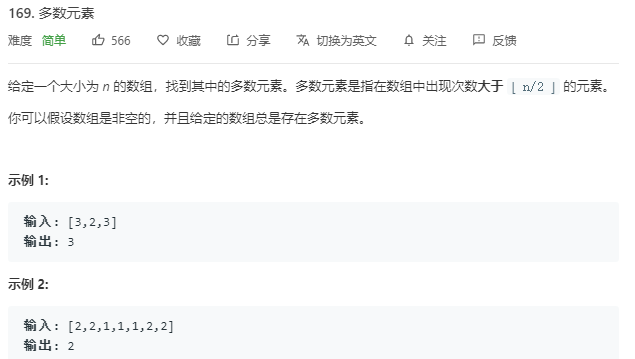 169. 多数元素
难度 简单 566 收藏 分享 切换为英文 关注 反馈
给定一个大小为 n 的数组，找到其中的多数元素。多数元素是指在数组中出现次数大于 ⌊ n/2 ⌋ 的元素。
你可以假设数组是非空的，并且给定的数组总是存在多数元素。
示例 1:
输入: [3,2,3]
输出: 3
示例 2:
输入: [2,2,1,1,1,2,2]
输出: 2